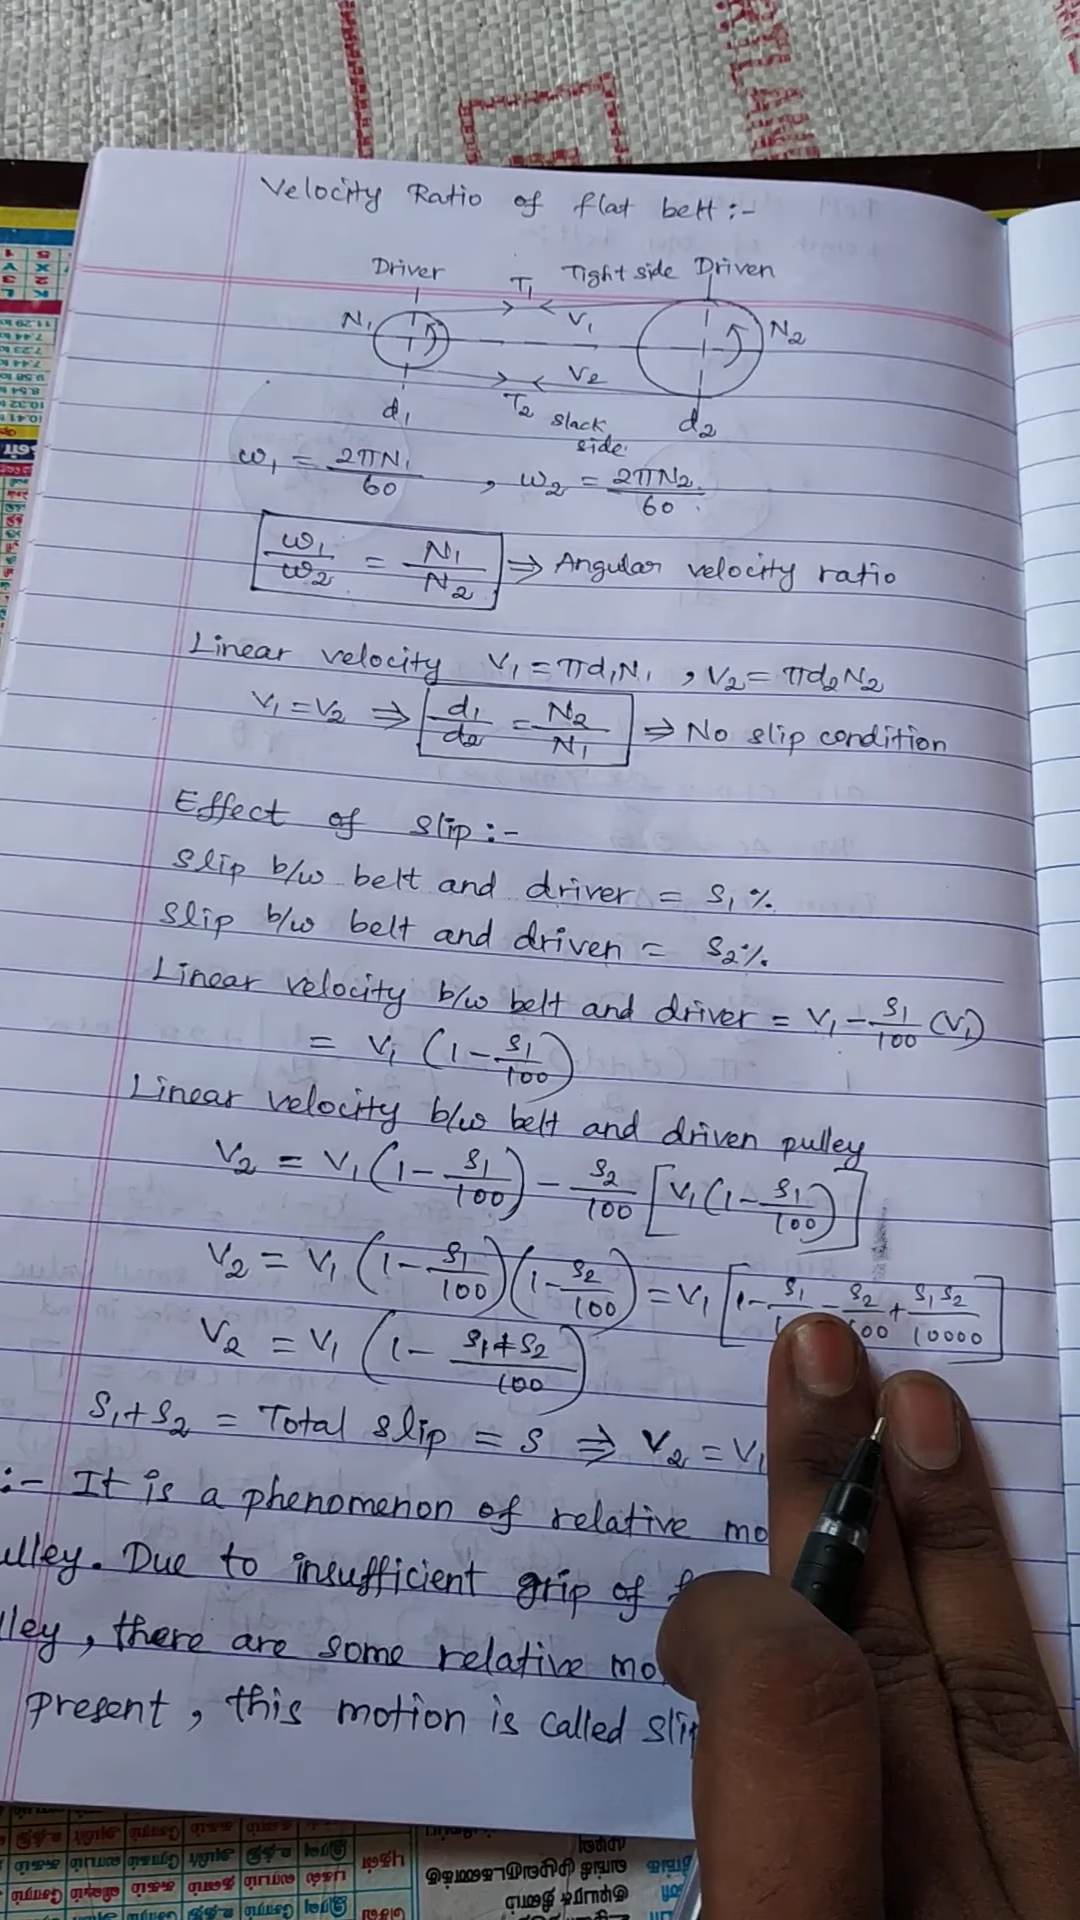 Velocity Ratio of flat belt :-
Driver T₁ Tight side Driven
N₁ V₁ N₂
V₂
d₁ T₂ slack side. d₂
ω₁ = 2πN₁/60 , ω₂ = 2πN₂/60
ω₁/ω₂ = N₁/N₂ ⇒ Angular velocity ratio
Linear velocity V₁ = πd₁N₁ , V₂ = πd₂N₂
V₁ = V₂ ⇒ d₁/d₂ = N₂/N₁ ⇒ No slip condition
Effect of slip :-
Slip b/w belt and driver = S₁%
Slip b/w belt and driven = S₂%
Linear velocity b/w belt and driver = V₁ - S₁/100 (V₁)
= V₁ (1 - S₁/100)
Linear velocity b/w belt and driven pulley
V₂ = V₁ (1 - S₁/100) - S₂/100 [V₁ (1 - S₁/100)]
V₂ = V₁ (1 - S₁/100) (1 - S₂/100) = V₁ [1 - S₁/1 - S₂/100 + S₁S₂/10000]
V₂ = V₁ (1 - S₁+S₂/100)
S₁+S₂ = Total slip = S ⇒ V₂ = V₁
:- It is a phenomenon of relative mo
ulley. Due to insufficient grip of
lley, there are some relative mo
present, this motion is called slip